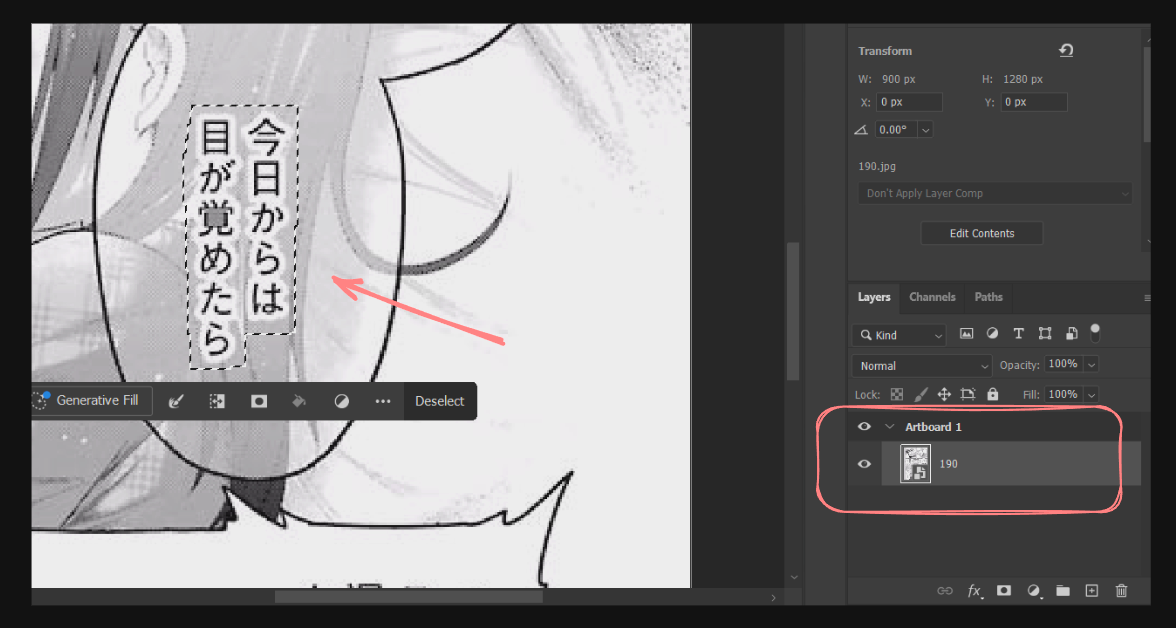 今日からは
目が覚めたら
Generative Fill
Deselect
Transform
W: 900 px H: 1280 px
X: 0 px Y: 0 px
0.00°
190.jpg
Don't Apply Layer Comp
Edit Contents
Layers Channels Paths
Kind
Normal Opacity: 100%
Lock: Fill: 100%
Artboard 1
190